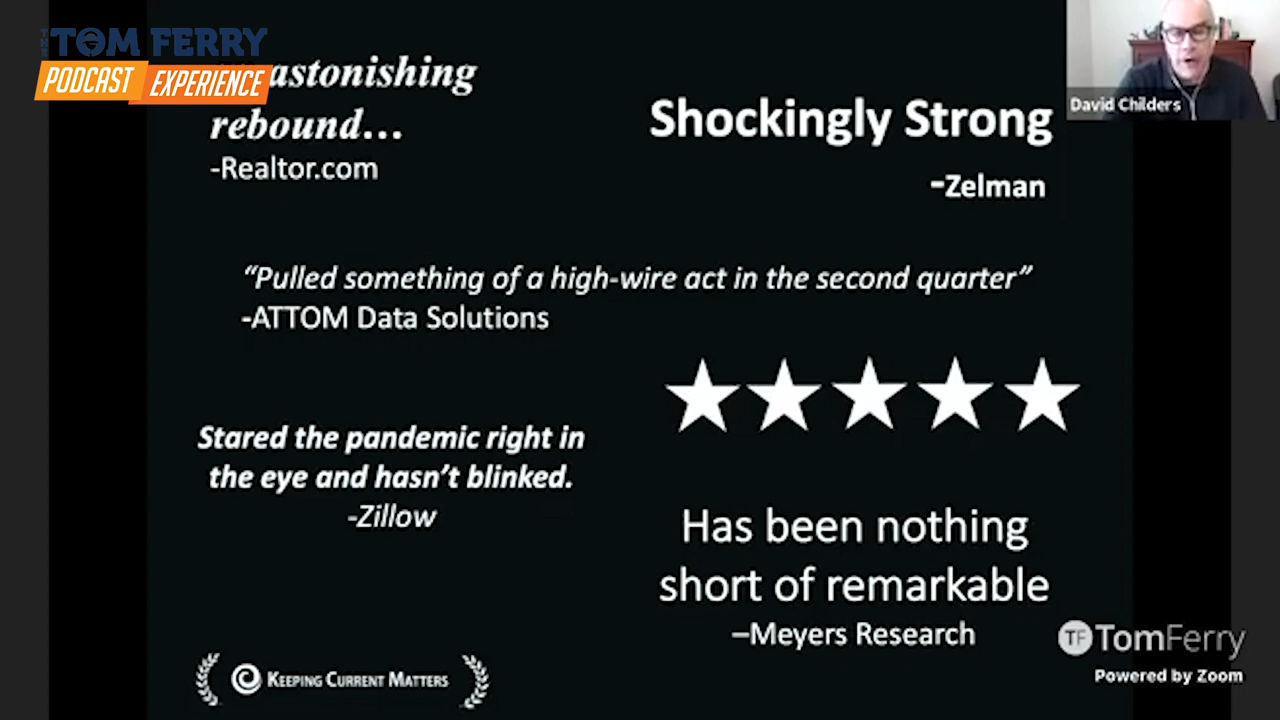 THE TOM FERRY
PODCAST EXPERIENCE
astonishing
rebound...
-Realtor.com
Shockingly Strong
-Zelman
David Childers
“Pulled something of a high-wire act in the second quarter”
-ATTOM Data Solutions
Stared the pandemic right in
the eye and hasn’t blinked.
-Zillow
Has been nothing
short of remarkable
–Meyers Research
KEEPING CURRENT MATTERS
TF TomFerry
Powered by Zoom